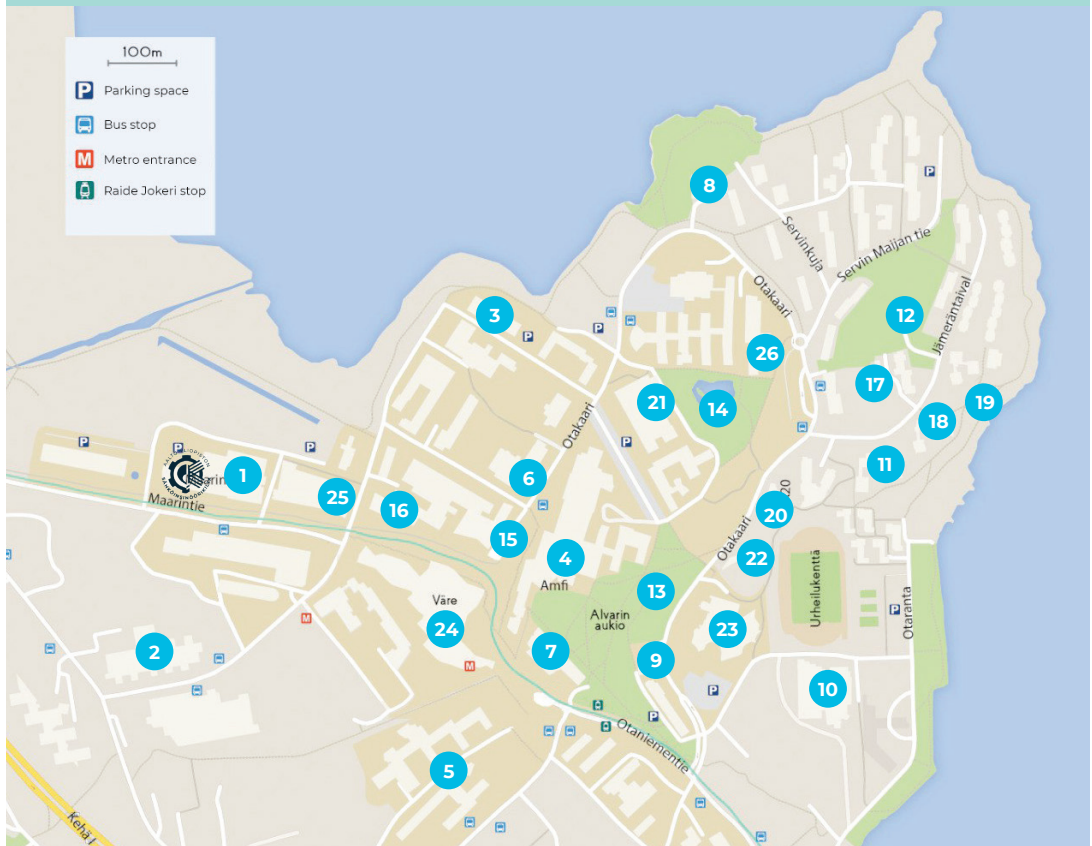 100m
P Parking space
Bus stop
M Metro entrance
Raide Jokeri stop
8
P
Servinkuja
Servin Maijan tie
Otakaari
3
P
P
12
Jämeräntaival
26
17
21
14
19
18
Otakaari
P
P
P
P
1
Maarintie
25
6
16
11
20
Otakaari
15
4
22
Amfi
13
Urheilukenttä
Otaranta
P
Väre
24
Alvarin
aukio
23
M
2
7
9
M
10
P
P
Otaniementie
5
Kehä I